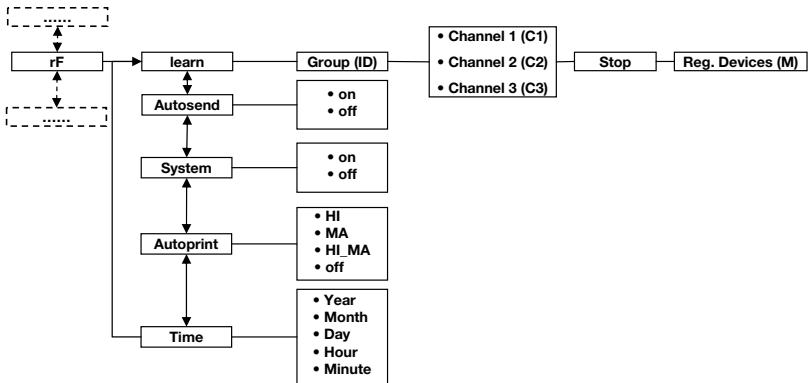 ......
rF
......
learn
Group (ID)
• Channel 1 (C1)
• Channel 2 (C2)
• Channel 3 (C3)
Stop
Reg. Devices (M)
Autosend
• on
• off
System
• on
• off
Autoprint
• HI
• MA
• HI_MA
• off
Time
• Year
• Month
• Day
• Hour
• Minute